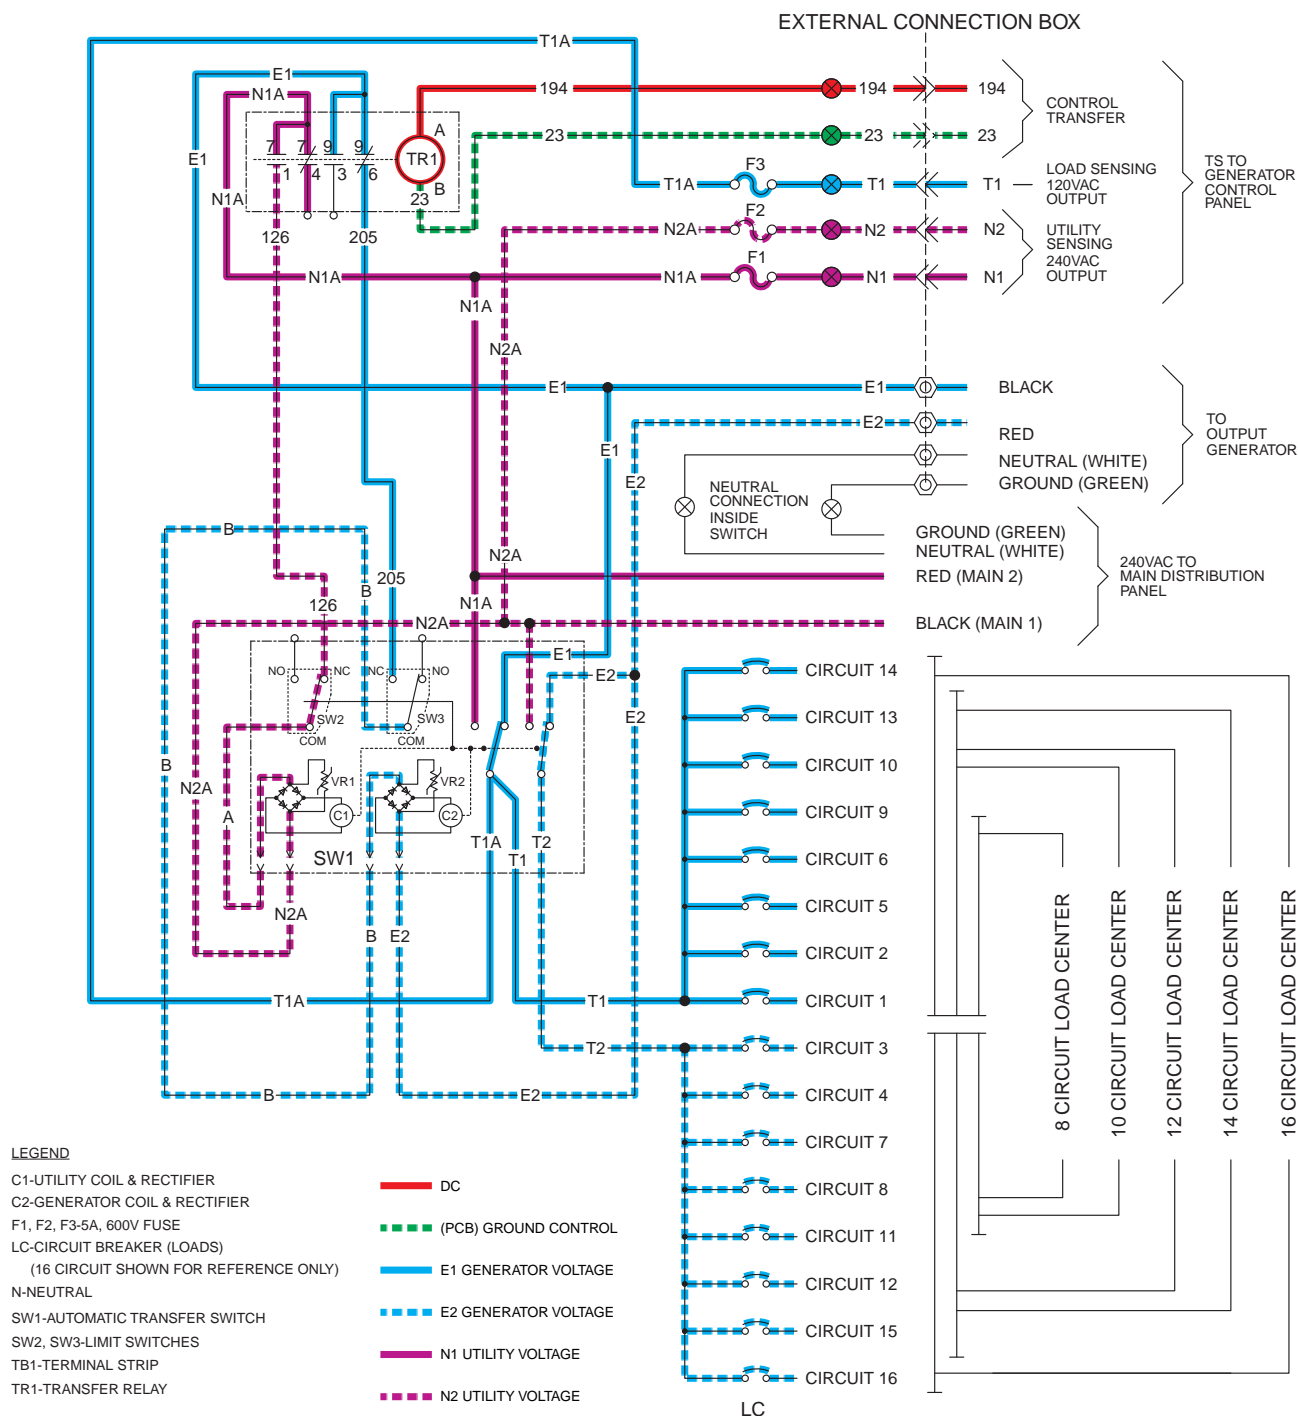 EXTERNAL CONNECTION BOX
T1A
E1
N1A
194
194
194
CONTROL
TRANSFER
A
23
23
23
7
7
9
9
TR1
E1
1
4
3
6
B
F3
LOAD SENSING
120VAC
OUTPUT
TS TO
GENERATOR
CONTROL
PANEL
T1A
T1
T1
N1A
23
F2
126
205
N2A
N2
N2
UTILITY
SENSING
240VAC
OUTPUT
F1
N1A
N1A
N1
N1
N1A
N2A
E1
E1
BLACK
E2
RED
TO
OUTPUT
GENERATOR
E1
NEUTRAL (WHITE)
E2
GROUND (GREEN)
NEUTRAL
CONNECTION
INSIDE
SWITCH
B
GROUND (GREEN)
NEUTRAL (WHITE)
N2A
RED (MAIN 2)
240VAC TO
MAIN DISTRIBUTION
PANEL
205
B
126
N1A
N2A
BLACK (MAIN 1)
E1
NO
NC
NC
NO
E2
CIRCUIT 14
SW2
SW3
E2
CIRCUIT 13
COM
COM
B
CIRCUIT 10
N2A
VR1
VR2
A
C1
C2
CIRCUIT 9
T1A
T2
SW1
T1
CIRCUIT 6
CIRCUIT 5
N2A
B
E2
CIRCUIT 2
T1A
T1
CIRCUIT 1
T2
CIRCUIT 3
B
E2
CIRCUIT 4
CIRCUIT 7
CIRCUIT 8
CIRCUIT 11
CIRCUIT 12
CIRCUIT 15
CIRCUIT 16
LC
8 CIRCUIT LOAD CENTER
10 CIRCUIT LOAD CENTER
12 CIRCUIT LOAD CENTER
14 CIRCUIT LOAD CENTER
16 CIRCUIT LOAD CENTER
LEGEND
C1-UTILITY COIL & RECTIFIER
C2-GENERATOR COIL & RECTIFIER
F1, F2, F3-5A, 600V FUSE
LC-CIRCUIT BREAKER (LOADS)
(16 CIRCUIT SHOWN FOR REFERENCE ONLY)
N-NEUTRAL
SW1-AUTOMATIC TRANSFER SWITCH
SW2, SW3-LIMIT SWITCHES
TB1-TERMINAL STRIP
TR1-TRANSFER RELAY
DC
(PCB) GROUND CONTROL
E1 GENERATOR VOLTAGE
E2 GENERATOR VOLTAGE
N1 UTILITY VOLTAGE
N2 UTILITY VOLTAGE